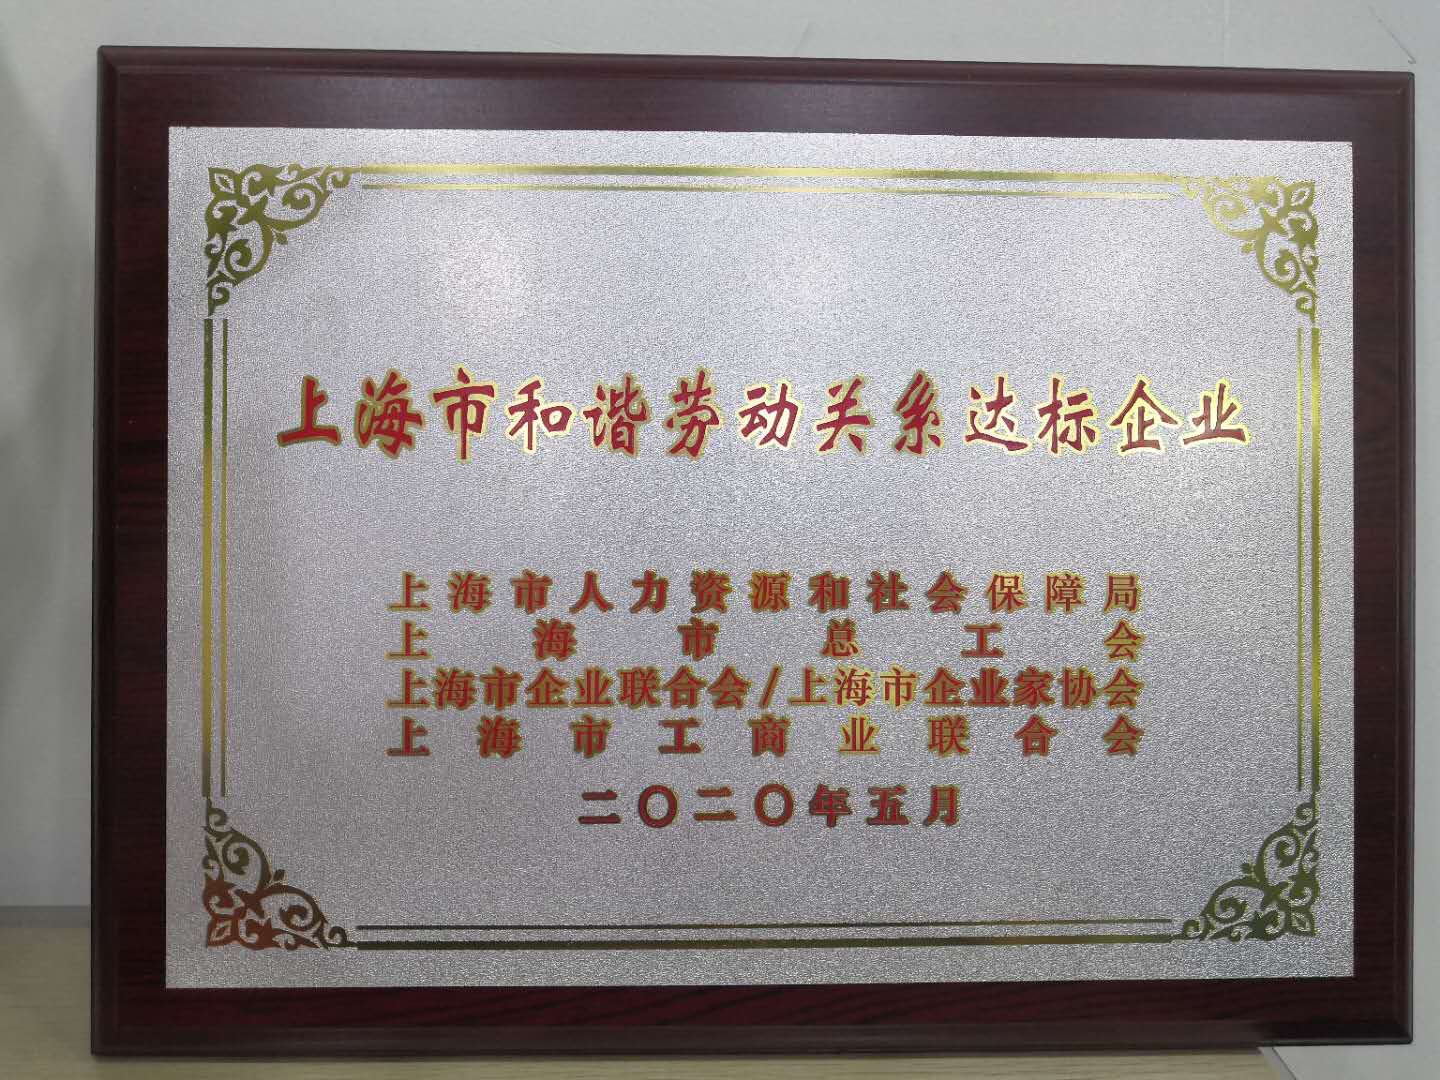 上海市和谐劳动关系达标企业
上海市人力资源和社会保障局
上海市总工会
上海市企业联合会/上海市企业家协会
上海市工商业联合会
二〇二〇年五月